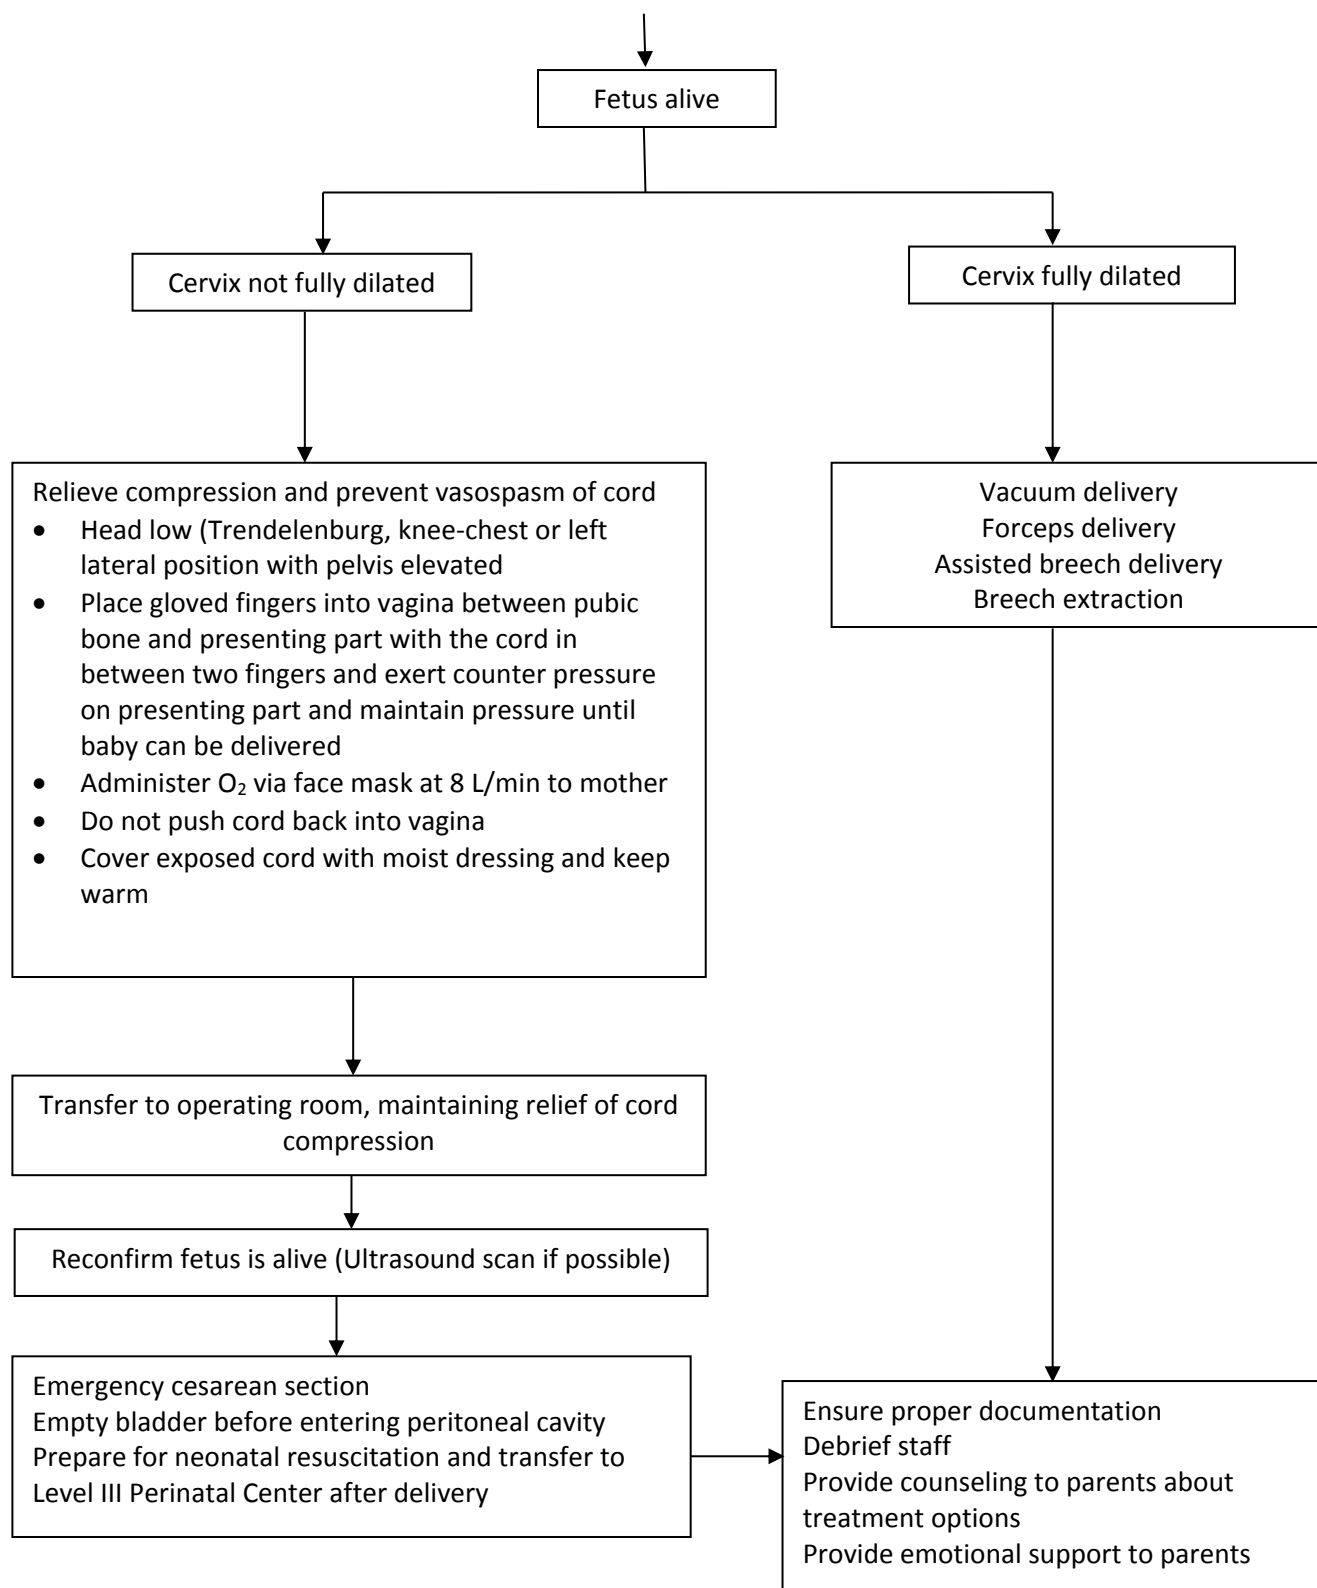 Fetus alive
Cervix not fully dilated
Cervix fully dilated
Relieve compression and prevent vasospasm of cord
• Head low (Trendelenburg, knee-chest or left
lateral position with pelvis elevated
• Place gloved fingers into vagina between pubic
bone and presenting part with the cord in
between two fingers and exert counter pressure
on presenting part and maintain pressure until
baby can be delivered
• Administer O₂ via face mask at 8 L/min to mother
• Do not push cord back into vagina
• Cover exposed cord with moist dressing and keep
warm
Vacuum delivery
Forceps delivery
Assisted breech delivery
Breech extraction
Transfer to operating room, maintaining relief of cord
compression
Reconfirm fetus is alive (Ultrasound scan if possible)
Emergency cesarean section
Empty bladder before entering peritoneal cavity
Prepare for neonatal resuscitation and transfer to
Level III Perinatal Center after delivery
Ensure proper documentation
Debrief staff
Provide counseling to parents about
treatment options
Provide emotional support to parents